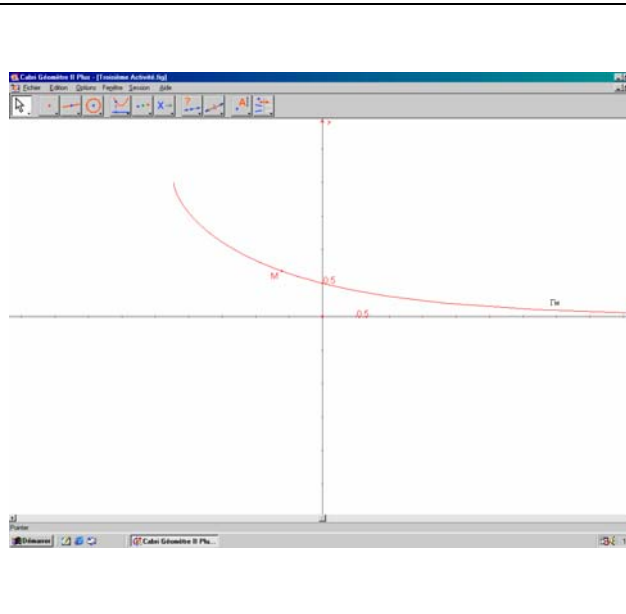 Cabri Géomètre II Plus - [Troisième Activité.fig]
Fichier Edition Options Fenêtre Session Aide
M
0.5
0.5
Pointer
Démarrer
Cabri Géomètre II Plu...